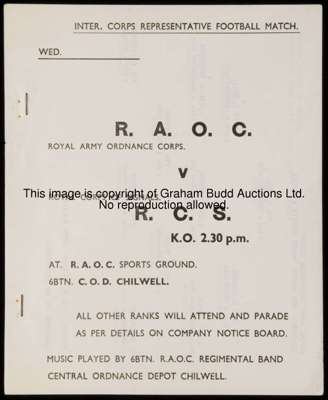 INTER. CORPS REPRESENTATIVE FOOTBALL MATCH.
WED.
R. A. O. C.
ROYAL ARMY ORDNANCE CORPS.
V
This image is copyright of Graham Budd Auctions Ltd.
No reproduction allowed.
R. C. S.
K.O. 2.30 p.m.
AT. R.A.O.C. SPORTS GROUND.
6BTN. C.O.D. CHILWELL.
ALL OTHER RANKS WILL ATTEND AND PARADE
AS PER DETAILS ON COMPANY NOTICE BOARD.
MUSIC PLAYED BY 6BTN. R.A.O.C. REGIMENTAL BAND
CENTRAL ORDNANCE DEPOT CHILWELL.